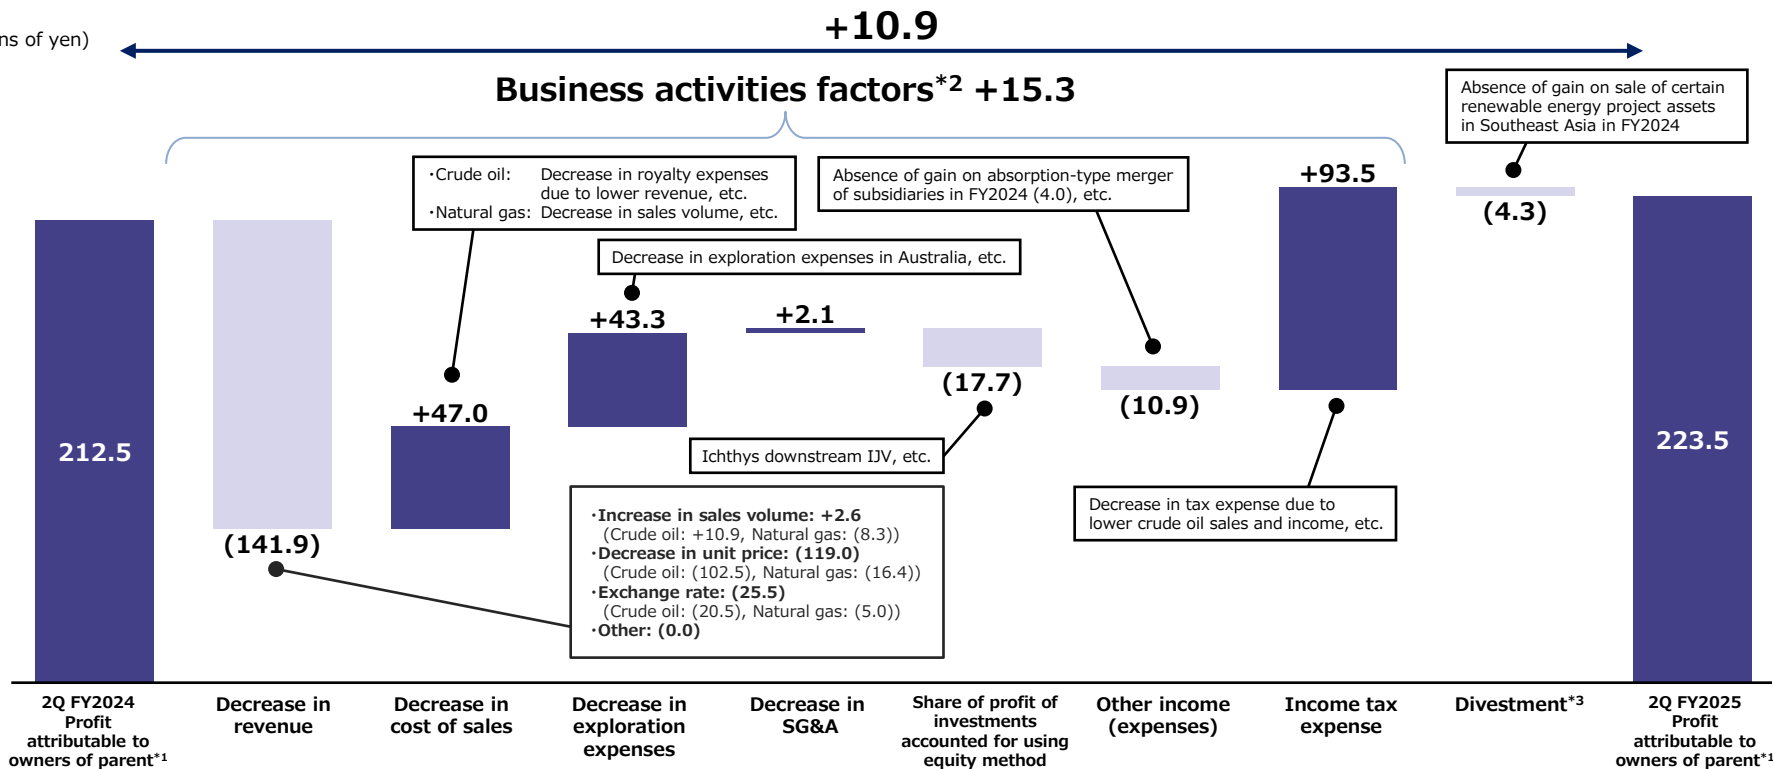 +10.9
ns of yen)
Business activities factors*2 +15.3
Absence of gain on sale of certain
renewable energy project assets
in Southeast Asia in FY2024
・Crude oil: Decrease in royalty expenses
due to lower revenue, etc.
・Natural gas: Decrease in sales volume, etc.
Absence of gain on absorption-type merger
of subsidiaries in FY2024 (4.0), etc.
+93.5
(4.3)
Decrease in exploration expenses in Australia, etc.
+43.3
+2.1
(17.7)
(10.9)
+47.0
212.5
223.5
Ichthys downstream IJV, etc.
Decrease in tax expense due to
lower crude oil sales and income, etc.
(141.9)
・Increase in sales volume: +2.6
(Crude oil: +10.9, Natural gas: (8.3))
・Decrease in unit price: (119.0)
(Crude oil: (102.5), Natural gas: (16.4))
・Exchange rate: (25.5)
(Crude oil: (20.5), Natural gas: (5.0))
・Other: (0.0)
2Q FY2024
Profit
attributable to
owners of parent*1
Decrease in
revenue
Decrease in
cost of sales
Decrease in
exploration
expenses
Decrease in
SG&A
Share of profit of
investments
accounted for using
equity method
Other income
(expenses)
Income tax
expense
Divestment*3
2Q FY2025
Profit
attributable to
owners of parent*1